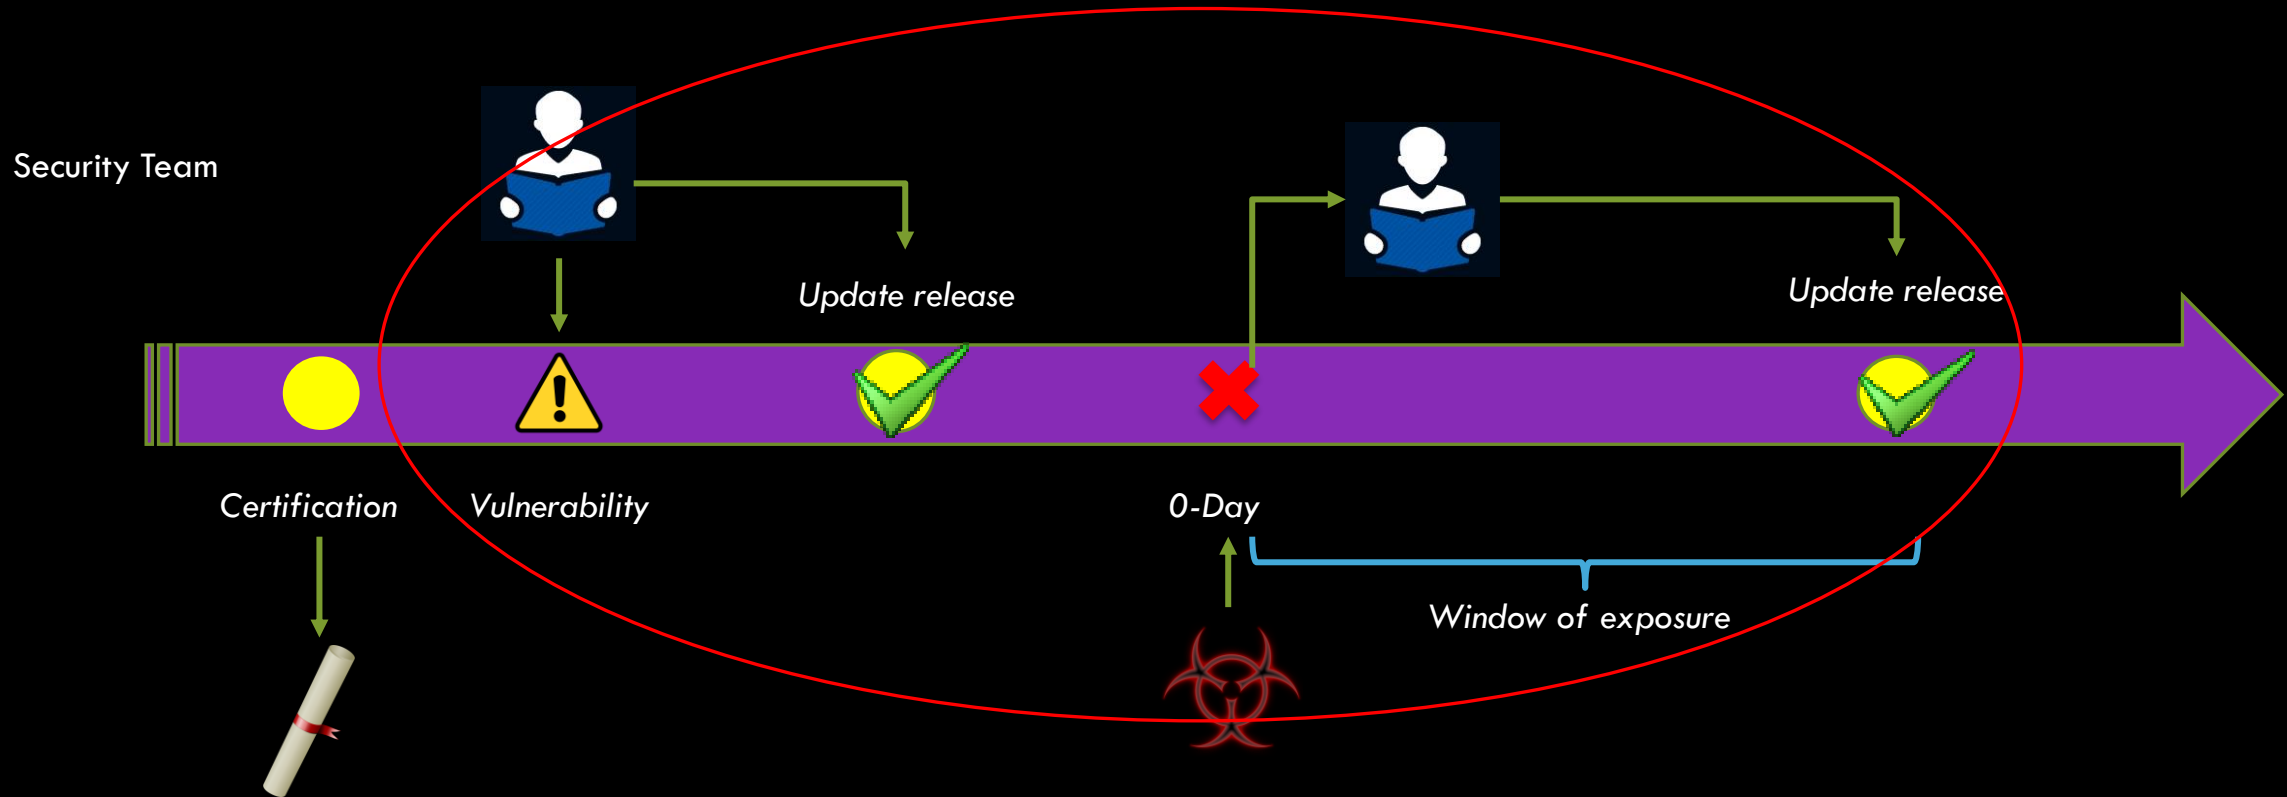 Security Team
Update release
Update release
Certification
Vulnerability
0-Day
Window of exposure